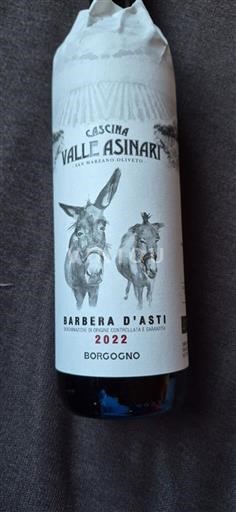 CASCINA
VALLE ASINARI
SAN MARZANO OLIVETO
BARBERA D'ASTI
DENOMINAZIONE DI ORIGINE CONTROLLATA E GARANTITA
2022
BORGOGNO